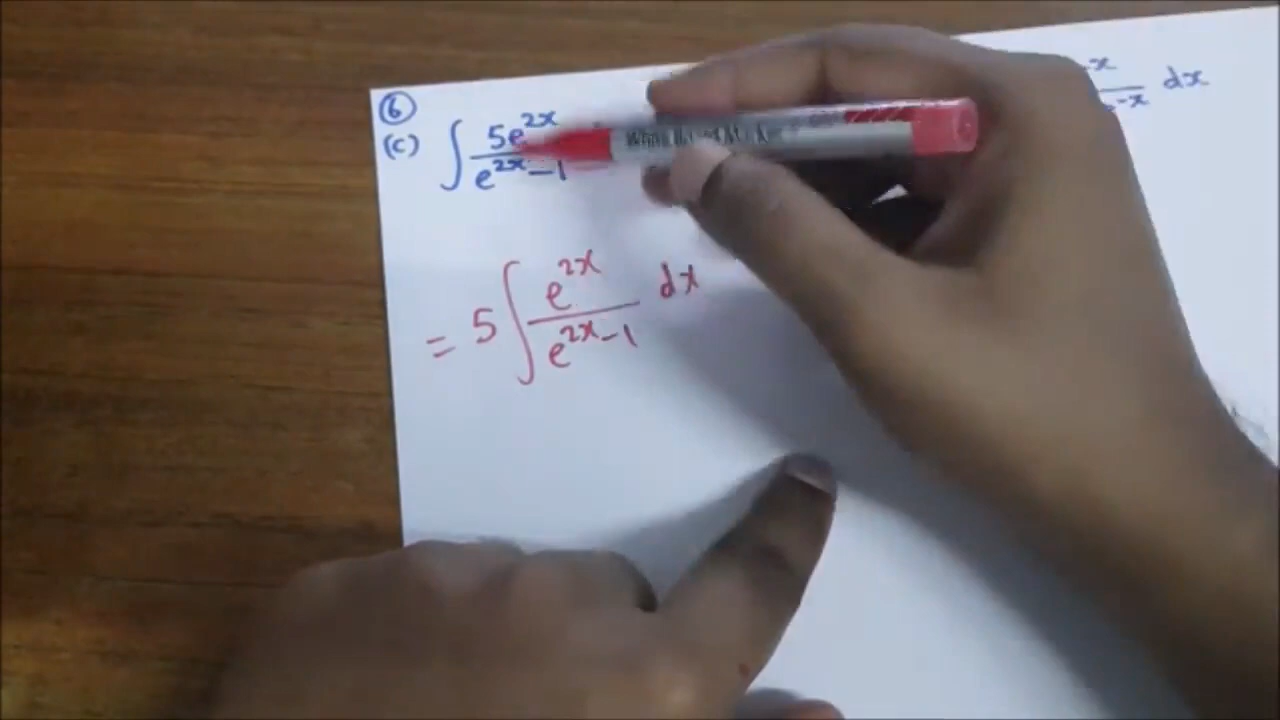 ⑥
(c) ∫ 5e^2x / e^2x - 1
-x / -x dx
= 5 ∫ e^2x / e^2x - 1 dx